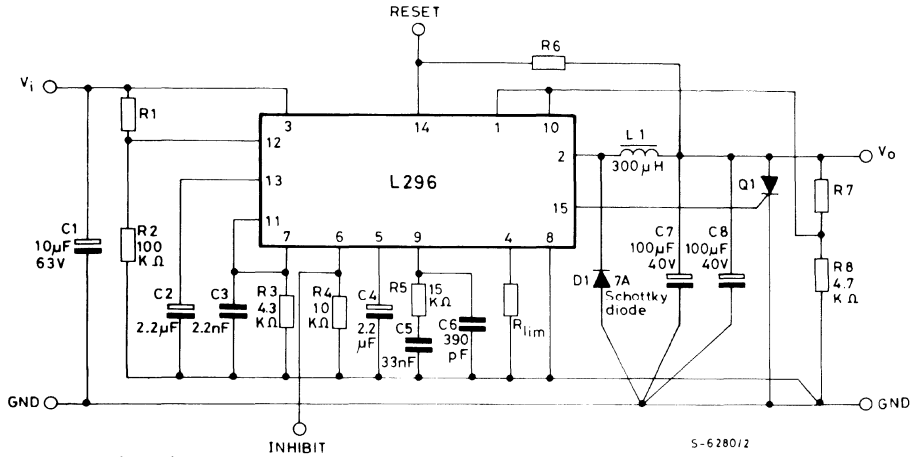 RESET
R6
Vi
R1
3
14
1
10
12
2
L1
300µH
Vo
L296
13
Q1
R7
15
11
C1
10µF
63V
R2
100
KΩ
C7
100µF
40V
C8
100µF
40V
7
6
5
9
4
8
R8
4.7
KΩ
C2
2.2µF
C3
2.2nF
R3
4.3
KΩ
R4
10
KΩ
C4
2.2
µF
R5
15
KΩ
C5
33nF
C6
390
pF
Rlim
D1
7A
Schottky
diode
GND
GND
INHIBIT
S-6280/2